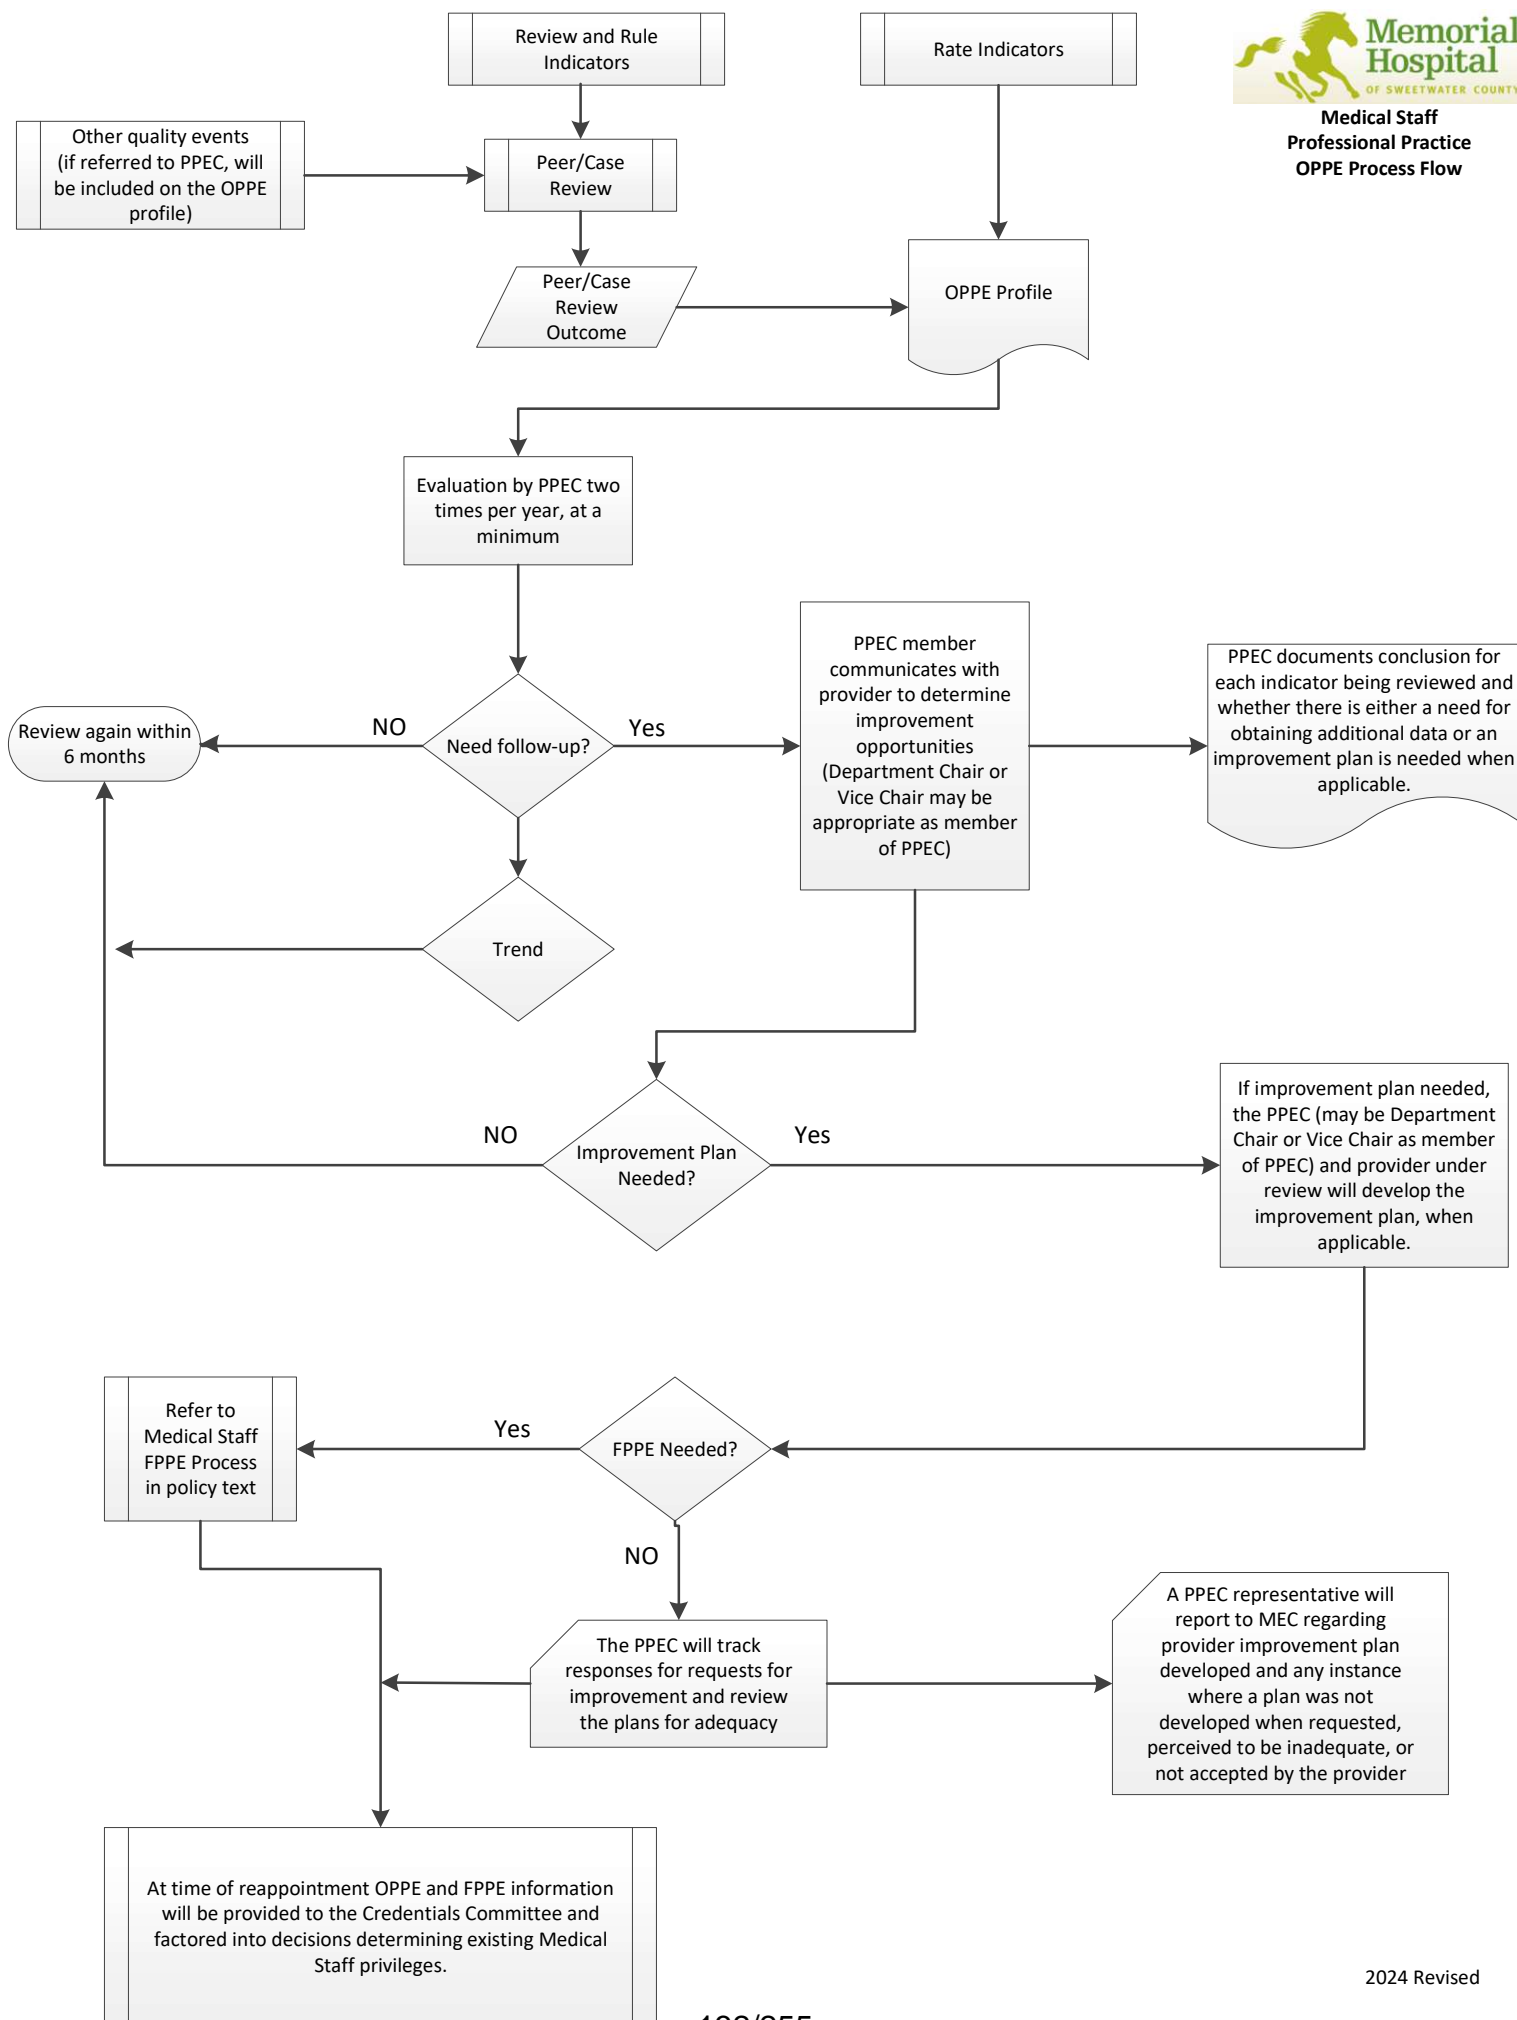 Review and Rule
Indicators
Rate Indicators
Memorial
Hospital
OF SWEETWATER COUNTY
Medical Staff
Professional Practice
OPPE Process Flow
Other quality events
(if referred to PPEC, will
be included on the OPPE
profile)
Peer/Case
Review
Peer/Case
Review
Outcome
OPPE Profile
Evaluation by PPEC two
times per year, at a
minimum
Review again within
6 months
NO
Need follow-up?
Yes
PPEC member
communicates with
provider to determine
improvement
opportunities
(Department Chair or
Vice Chair may be
appropriate as member
of PPEC)
PPEC documents conclusion for
each indicator being reviewed and
whether there is either a need for
obtaining additional data or an
improvement plan is needed when
applicable.
Trend
NO
Improvement Plan
Needed?
Yes
If improvement plan needed,
the PPEC (may be Department
Chair or Vice Chair as member
of PPEC) and provider under
review will develop the
improvement plan, when
applicable.
Refer to
Medical Staff
FPPE Process
in policy text
Yes
FPPE Needed?
NO
The PPEC will track
responses for requests for
improvement and review
the plans for adequacy
A PPEC representative will
report to MEC regarding
provider improvement plan
developed and any instance
where a plan was not
developed when requested,
perceived to be inadequate, or
not accepted by the provider
At time of reappointment OPPE and FPPE information
will be provided to the Credentials Committee and
factored into decisions determining existing Medical
Staff privileges.
2024 Revised